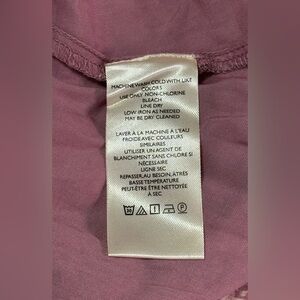 MACHINE WASH COLD WITH LIKE
COLORS
USE ONLY NON-CHLORINE
BLEACH
LINE DRY
LOW IRON AS NEEDED
MAY BE DRY CLEANED
LAVER À LA MACHINE A L'EAU
FROIDE AVEC COULEURS
SIMILAIRES
UTILISER UN AGENT DE
BLANCHIMENT SANS CHLORE SI
NÉCESSAIRE
LIGNE SEC
REPASSER, AU BESOIN, À TRÈS
BASSE TEMPÉRATURE
PEUT-ÊTRE ÊTRE NETTOYÉE
À SEC